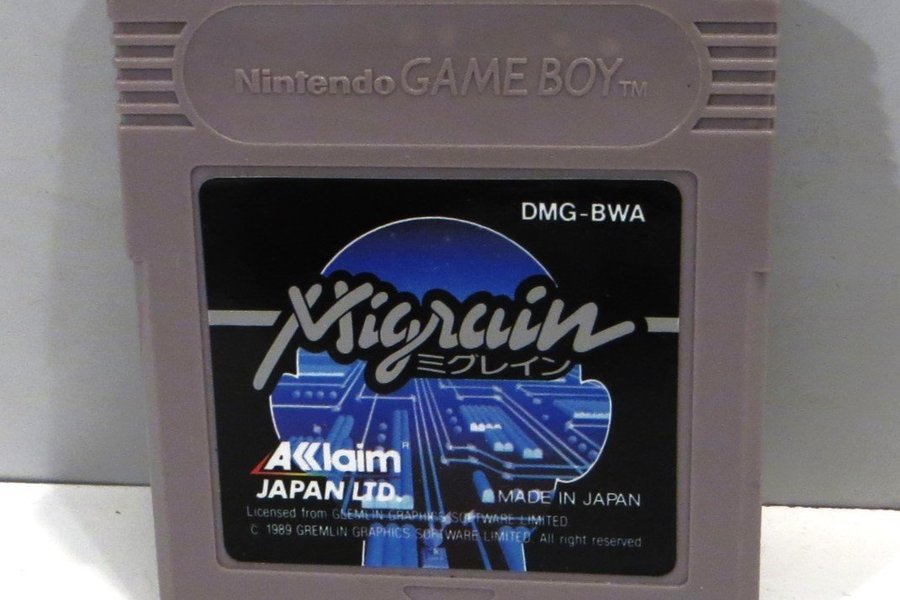 Nintendo GAME BOY TM
DMG-BWA
Migrain
ミグレイン
Acclaim®
JAPAN LTD.
MADE IN JAPAN
Licensed from GLEMLIN GRAPHICS SOFTWARE LIMITED
© 1989 GREMLIN GRAPHICS SOFTWARE LIMITED. All right reserved.